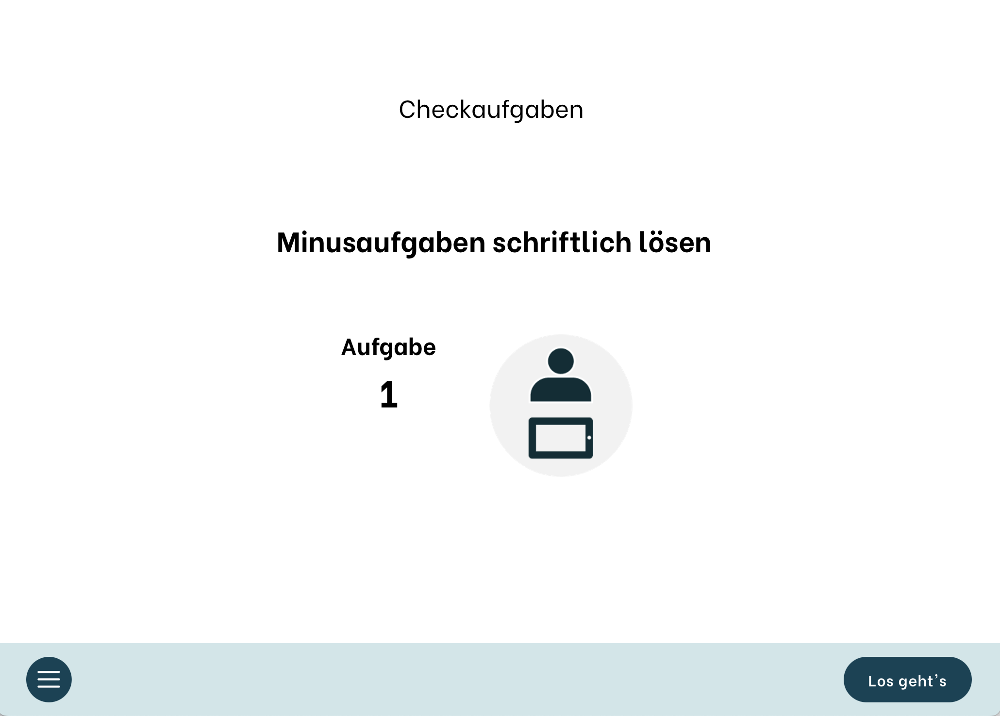 Checkaufgaben
Minusaufgaben schriftlich lösen
Aufgabe
1
Los geht's